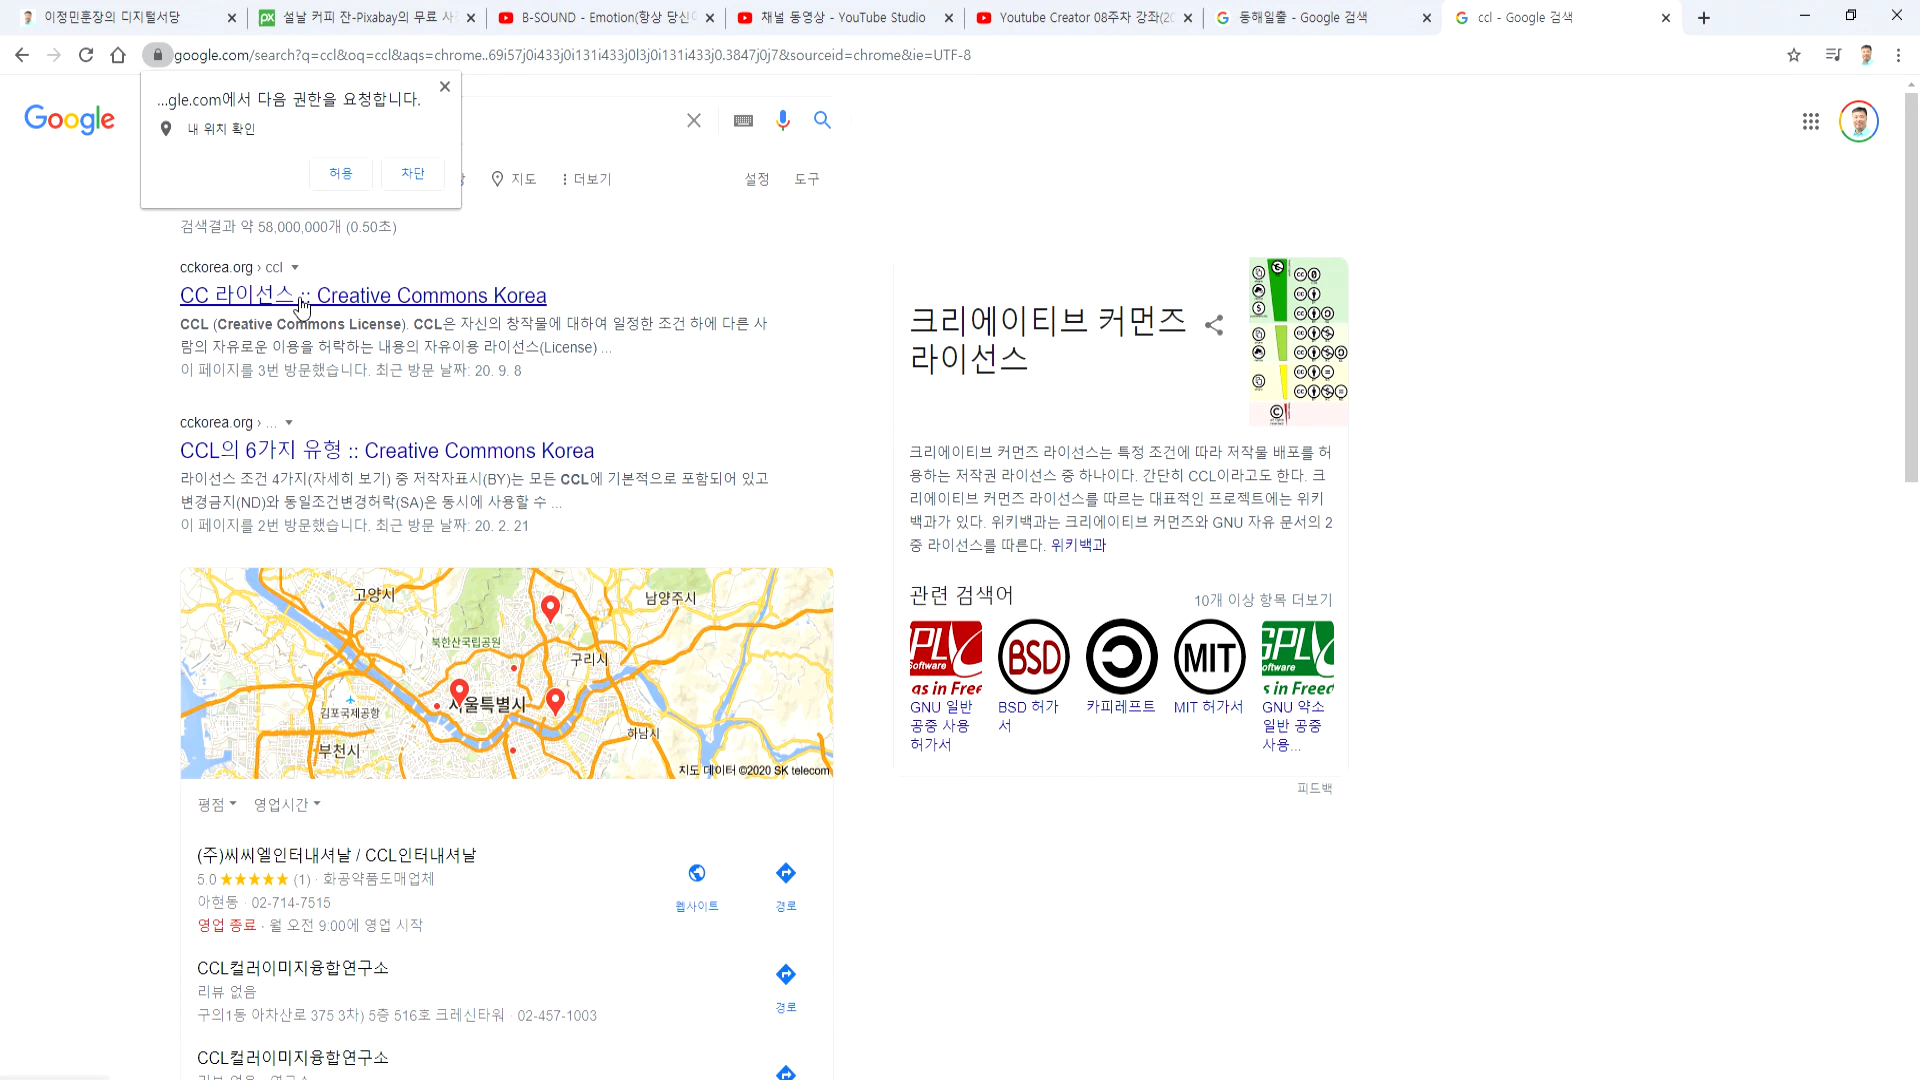 이정민훈장의 디지털서당
설날 커피 잔-Pixabay의 무료 사
B-SOUND - Emotion(항상 당신
채널 동영상 - YouTube Studio
Youtube Creator 08주차 강좌(20
동해일출 - Google 검색
ccl - Google 검색
google.com/search?q=ccl&oq=ccl&aqs=chrome..69i57j0i433j0i131i433j0l3j0i131i433j0.3847j0j7&sourceid=chrome&ie=UTF-8
...gle.com에서 다음 권한을 요청합니다.
내 위치 확인
허용
차단
Google
지도
더보기
설정
도구
검색결과 약 58,000,000개 (0.50초)
cckorea.org › ccl
CC 라이선스 :: Creative Commons Korea
CCL (Creative Commons License). CCL은 자신의 창작물에 대하여 일정한 조건 하에 다른 사
람의 자유로운 이용을 허락하는 내용의 자유이용 라이선스(License) ...
이 페이지를 3번 방문했습니다. 최근 방문 날짜: 20. 9. 8
cckorea.org › ...
CCL의 6가지 유형 :: Creative Commons Korea
라이선스 조건 4가지(자세히 보기) 중 저작자표시(BY)는 모든 CCL에 기본적으로 포함되어 있고
변경금지(ND)와 동일조건변경허락(SA)은 동시에 사용할 수 ...
이 페이지를 2번 방문했습니다. 최근 방문 날짜: 20. 2. 21
고양시
남양주시
북한산국립공원
구리시
서울특별시
김포국제공항
하남시
부천시
지도 데이터 ©2020 SK telecom
평점
영업시간
(주)씨씨엘인터내셔날 / CCL인터내셔날
5.0 ★★★★★ (1) · 화공약품도매업체
아현동 · 02-714-7515
영업 종료 · 월 오전 9:00에 영업 시작
웹사이트
경로
CCL컬러이미지융합연구소
리뷰 없음
구의1동 아차산로 375 3차) 5층 516호 크레신타워 · 02-457-1003
경로
CCL컬러이미지융합연구소
크리에이티브 커먼즈
라이선스
크리에이티브 커먼즈 라이선스는 특정 조건에 따라 저작물 배포를 허
용하는 저작권 라이선스 중 하나이다. 간단히 CCL이라고도 한다. 크
리에이티브 커먼즈 라이선스를 따르는 대표적인 프로젝트에는 위키
백과가 있다. 위키백과는 크리에이티브 커먼즈와 GNU 자유 문서의 2
중 라이선스를 따른다. 위키백과
관련 검색어
10개 이상 항목 더보기
BSD
MIT
GNU 일반
공중 사용
허가서
BSD 허가
서
카피레프트
MIT 허가서
GNU 약소
일반 공중
사용...
피드백